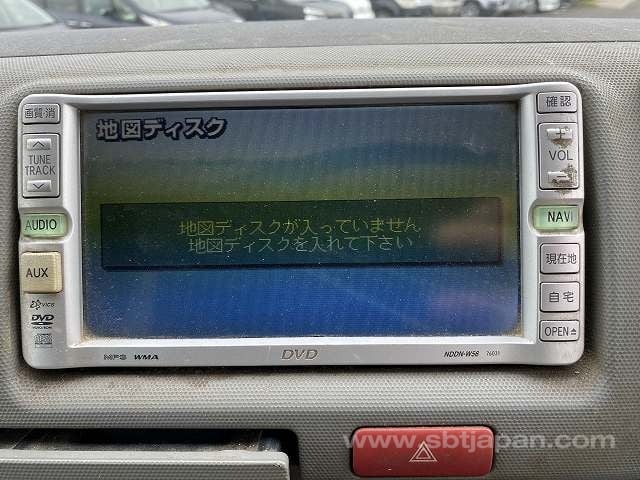 画質・消
TUNE
TRACK
AUDIO
AUX
VICS
DVD
地図ディスク
地図ディスクが入っていません
地図ディスクを入れて下さい
確認
VOL
NAVI
現在地
自宅
OPEN
MP3 WMA
DVD
NDDN-W58 76031
www.sbtjapan.com